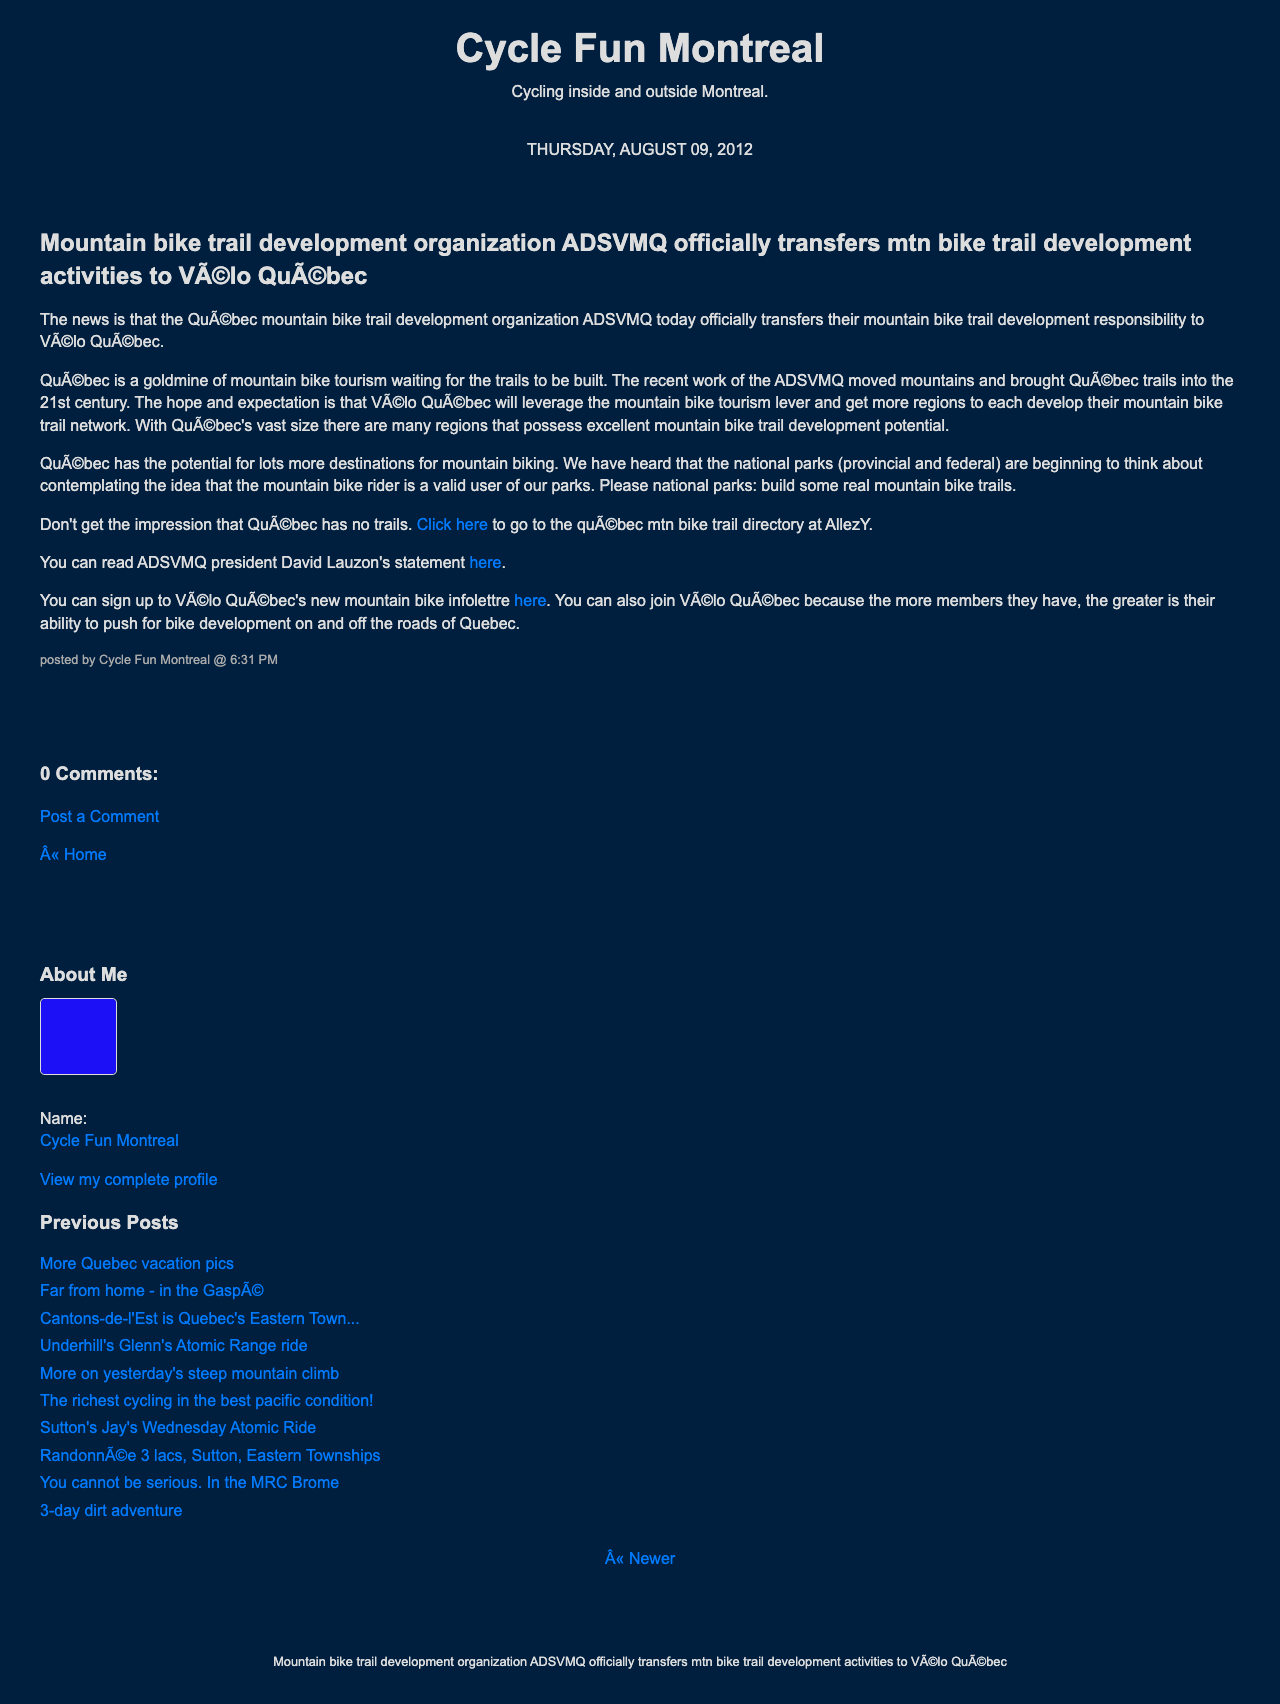 Cycle Fun Montreal
Cycling inside and outside Montreal.
THURSDAY, AUGUST 09, 2012
Mountain bike trail development organization ADSVMQ officially transfers mtn bike trail development
activities to VÃ©lo QuÃ©bec
The news is that the QuÃ©bec mountain bike trail development organization ADSVMQ today officially transfers their mountain bike trail development responsibility to
VÃ©lo QuÃ©bec.
QuÃ©bec is a goldmine of mountain bike tourism waiting for the trails to be built. The recent work of the ADSVMQ moved mountains and brought QuÃ©bec trails into the
21st century. The hope and expectation is that VÃ©lo QuÃ©bec will leverage the mountain bike tourism lever and get more regions to each develop their mountain bike
trail network. With QuÃ©bec's vast size there are many regions that possess excellent mountain bike trail development potential.
QuÃ©bec has the potential for lots more destinations for mountain biking. We have heard that the national parks (provincial and federal) are beginning to think about
contemplating the idea that the mountain bike rider is a valid user of our parks. Please national parks: build some real mountain bike trails.
Don't get the impression that QuÃ©bec has no trails. Click here to go to the quÃ©bec mtn bike trail directory at AllezY.
You can read ADSVMQ president David Lauzon's statement here.
You can sign up to VÃ©lo QuÃ©bec's new mountain bike infolettre here. You can also join VÃ©lo QuÃ©bec because the more members they have, the greater is their
ability to push for bike development on and off the roads of Quebec.
posted by Cycle Fun Montreal @ 6:31 PM
0 Comments:
Post a Comment
Â« Home
About Me
Name:
Cycle Fun Montreal
View my complete profile
Previous Posts
More Quebec vacation pics
Far from home - in the GaspÃ©
Cantons-de-l'Est is Quebec's Eastern Town...
Underhill's Glenn's Atomic Range ride
More on yesterday's steep mountain climb
The richest cycling in the best pacific condition!
Sutton's Jay's Wednesday Atomic Ride
RandonnÃ©e 3 lacs, Sutton, Eastern Townships
You cannot be serious. In the MRC Brome
3-day dirt adventure
Â« Newer
Mountain bike trail development organization ADSVMQ officially transfers mtn bike trail development activities to VÃ©lo QuÃ©bec